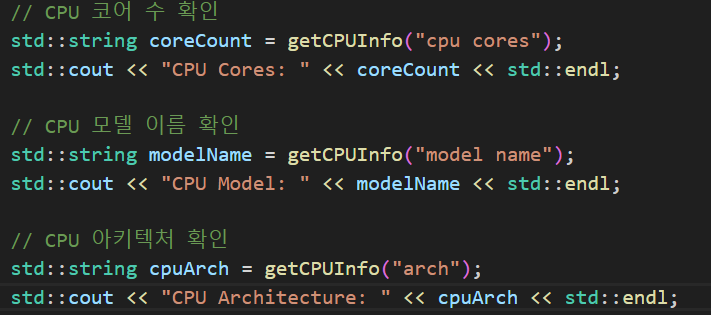 // CPU 코어 수 확인
std::string coreCount = getCPUInfo("cpu cores");
std::cout << "CPU Cores: " << coreCount << std::endl;
// CPU 모델 이름 확인
std::string modelName = getCPUInfo("model name");
std::cout << "CPU Model: " << modelName << std::endl;
// CPU 아키텍처 확인
std::string cpuArch = getCPUInfo("arch");
std::cout << "CPU Architecture: " << cpuArch << std::endl;